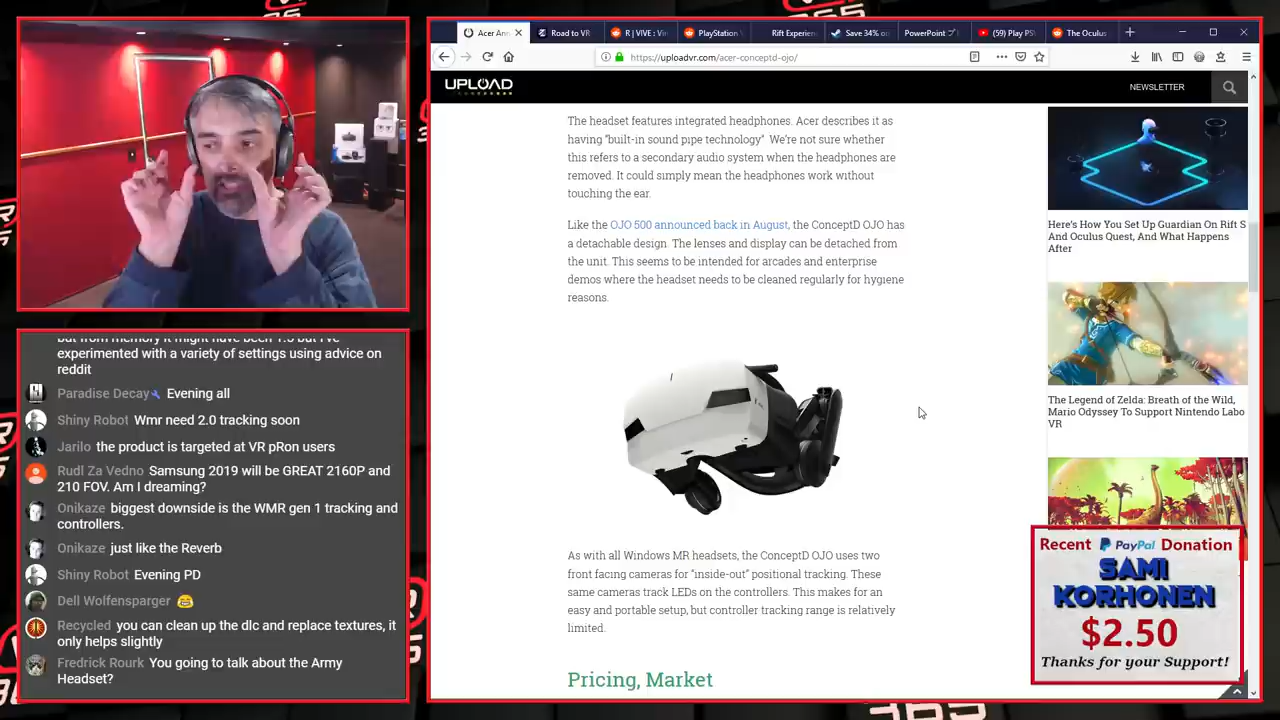 Acer Ann
Road to VR
R | VIVE : Vir
PlayStation V
Rift Experien
Save 34% o
PowerPoint
(59) Play PS
The Oculus
https://uploadvr.com/acer-conceptd-ojo/
UPLOAD
NEWSLETTER
The headset features integrated headphones. Acer describes it as
having "built-in sound pipe technology" We're not sure whether
this refers to a secondary audio system when the headphones are
removed. It could simply mean the headphones work without
touching the ear.
Like the OJO 500 announced back in August, the ConceptD OJO has
a detachable design. The lenses and display can be detached from
the unit. This seems to be intended for arcades and enterprise
demos where the headset needs to be cleaned regularly for hygiene
reasons.
As with all Windows MR headsets, the ConceptD OJO uses two
front facing cameras for "inside-out" positional tracking. These
same cameras track LEDs on the controllers. This makes for an
easy and portable setup, but controller tracking range is relatively
limited.
Pricing, Market
Here's How You Set Up Guardian On Rift S
And Oculus Quest, And What Happens
After
The Legend of Zelda: Breath of the Wild,
Mario Odyssey To Support Nintendo Labo
VR
but from memory it might have been 1.5 but I've
experimented with a variety of settings using advice on
reddit
Paradise Decay Evening all
Shiny Robot Wmr need 2.0 tracking soon
Jarilo the product is targeted at VR pRon users
Rudl Za Vedno Samsung 2019 will be GREAT 2160P and
210 FOV. Am I dreaming?
Onikaze biggest downside is the WMR gen 1 tracking and
controllers.
Onikaze just like the Reverb
Shiny Robot Evening PD
Dell Wolfensparger 😂
Recycled you can clean up the dlc and replace textures, it
only helps slightly
Fredrick Rourk You going to talk about the Army
Headset?
Recent PayPal Donation
SAMI
KORHONEN
$2.50
Thanks for your Support!